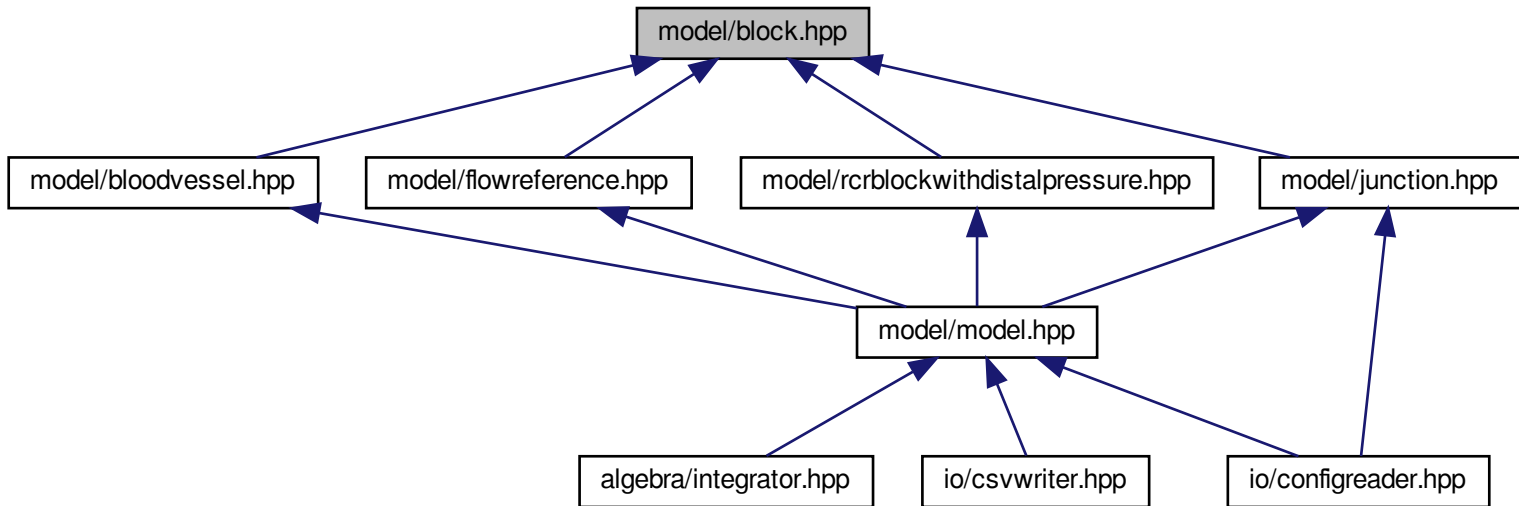 model/block.hpp
model/bloodvessel.hpp
model/flowreference.hpp
model/rcrblockwithdistalpressure.hpp
model/junction.hpp
model/model.hpp
algebra/integrator.hpp
io/csvwriter.hpp
io/configreader.hpp